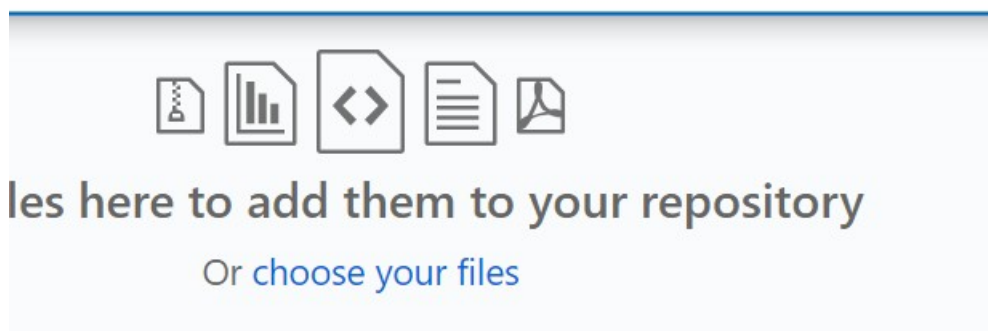 les here to add them to your repository
Or choose your files